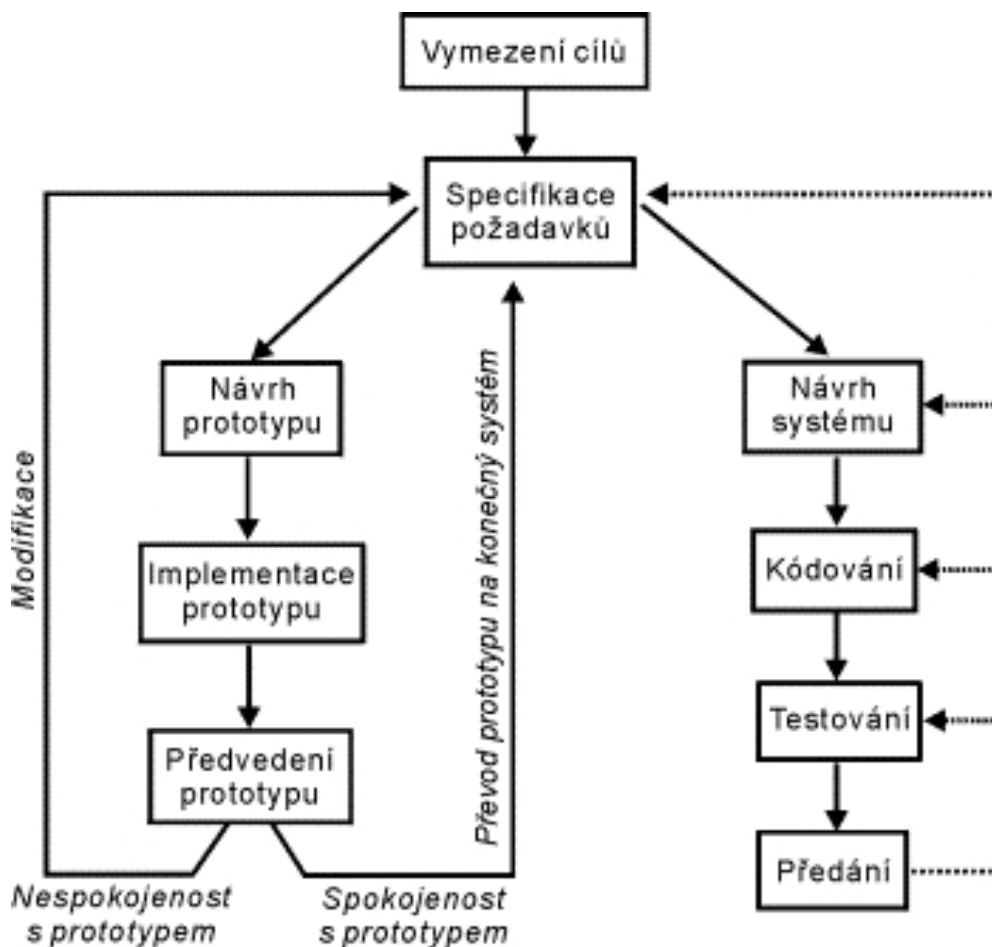 Vymezení cílů
Specifikace
požadavků
Návrh
prototypu
Návrh
systému
Modifikace
Převod prototypu na konečný systém
Implementace
prototypu
Kódování
Předvedení
prototypu
Testování
Předání
Nespokojenost
s prototypem
Spokojenost
s prototypem